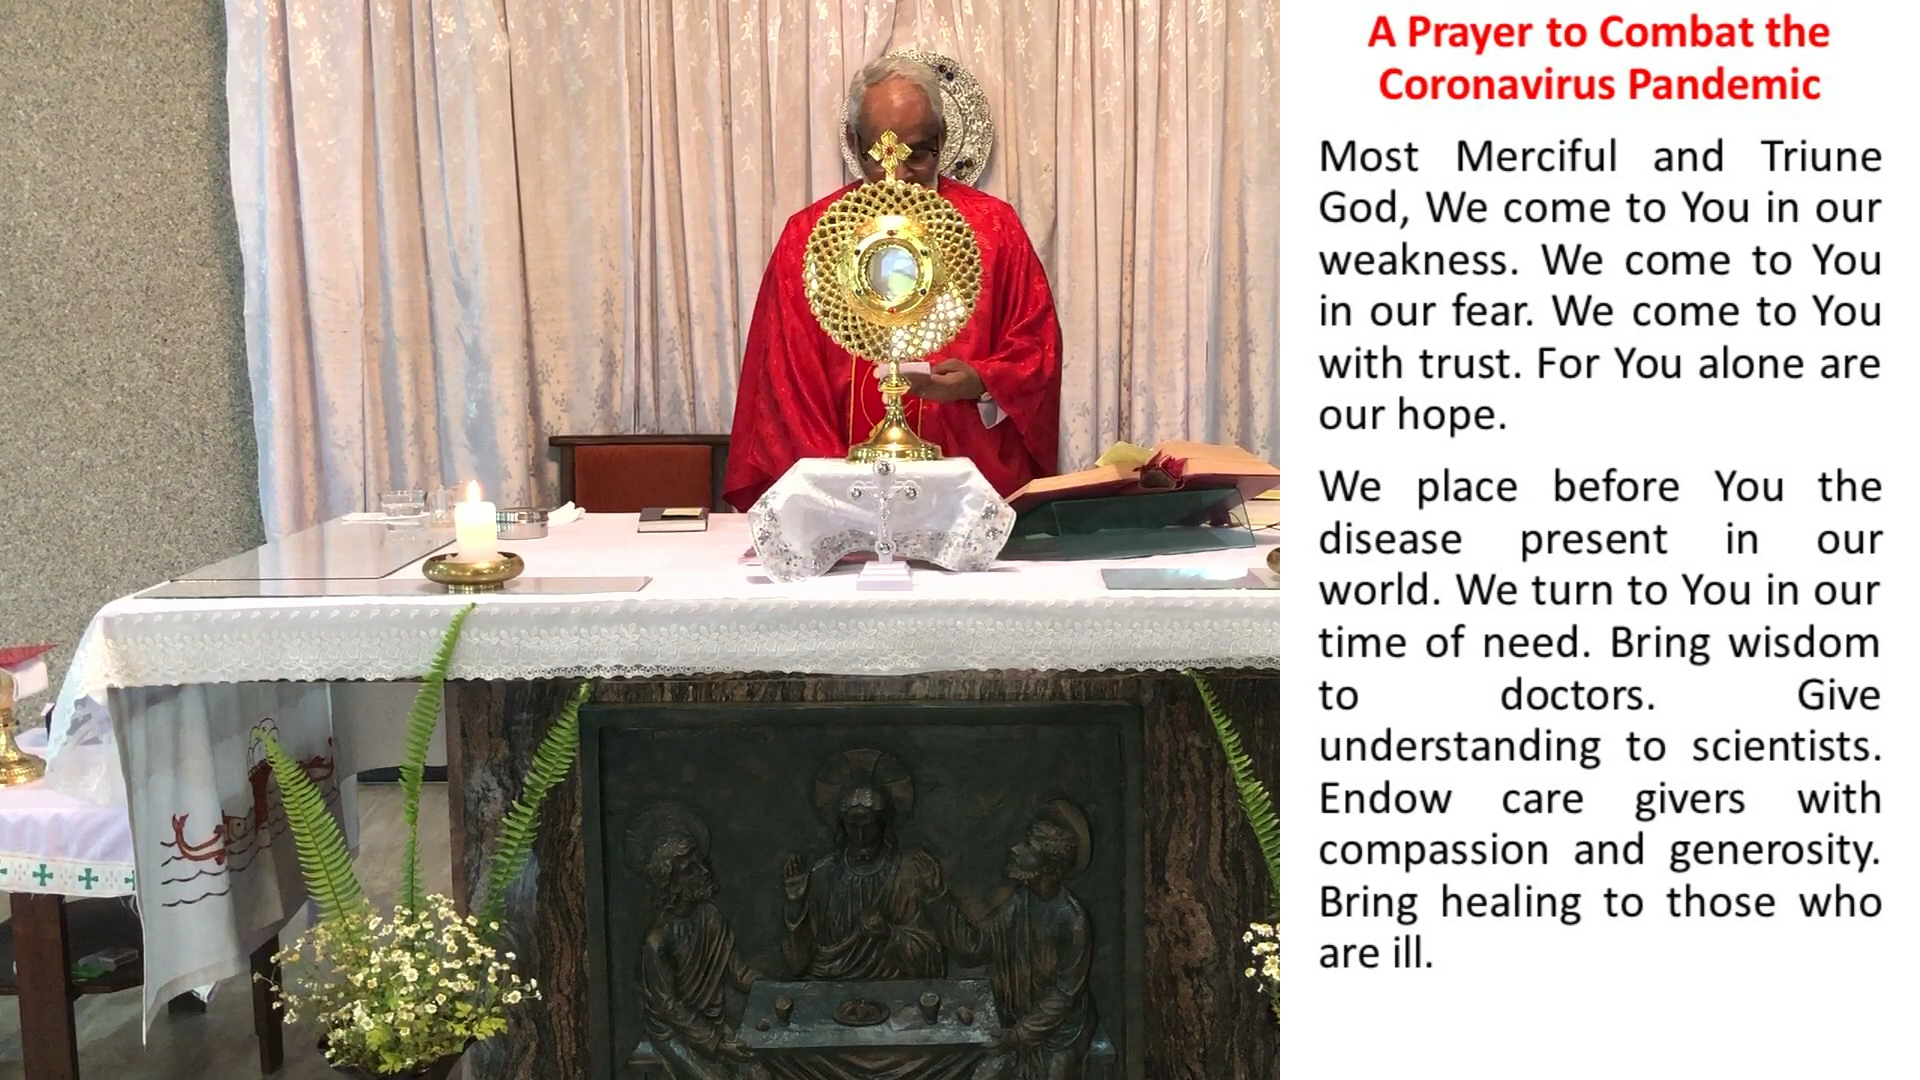 A Prayer to Combat the
Coronavirus Pandemic
Most Merciful and Triune
God, We come to You in our
weakness. We come to You
in our fear. We come to You
with trust. For You alone are
our hope.
We place before You the
disease present in our
world. We turn to You in our
time of need. Bring wisdom
to doctors. Give
understanding to scientists.
Endow care givers with
compassion and generosity.
Bring healing to those who
are ill.